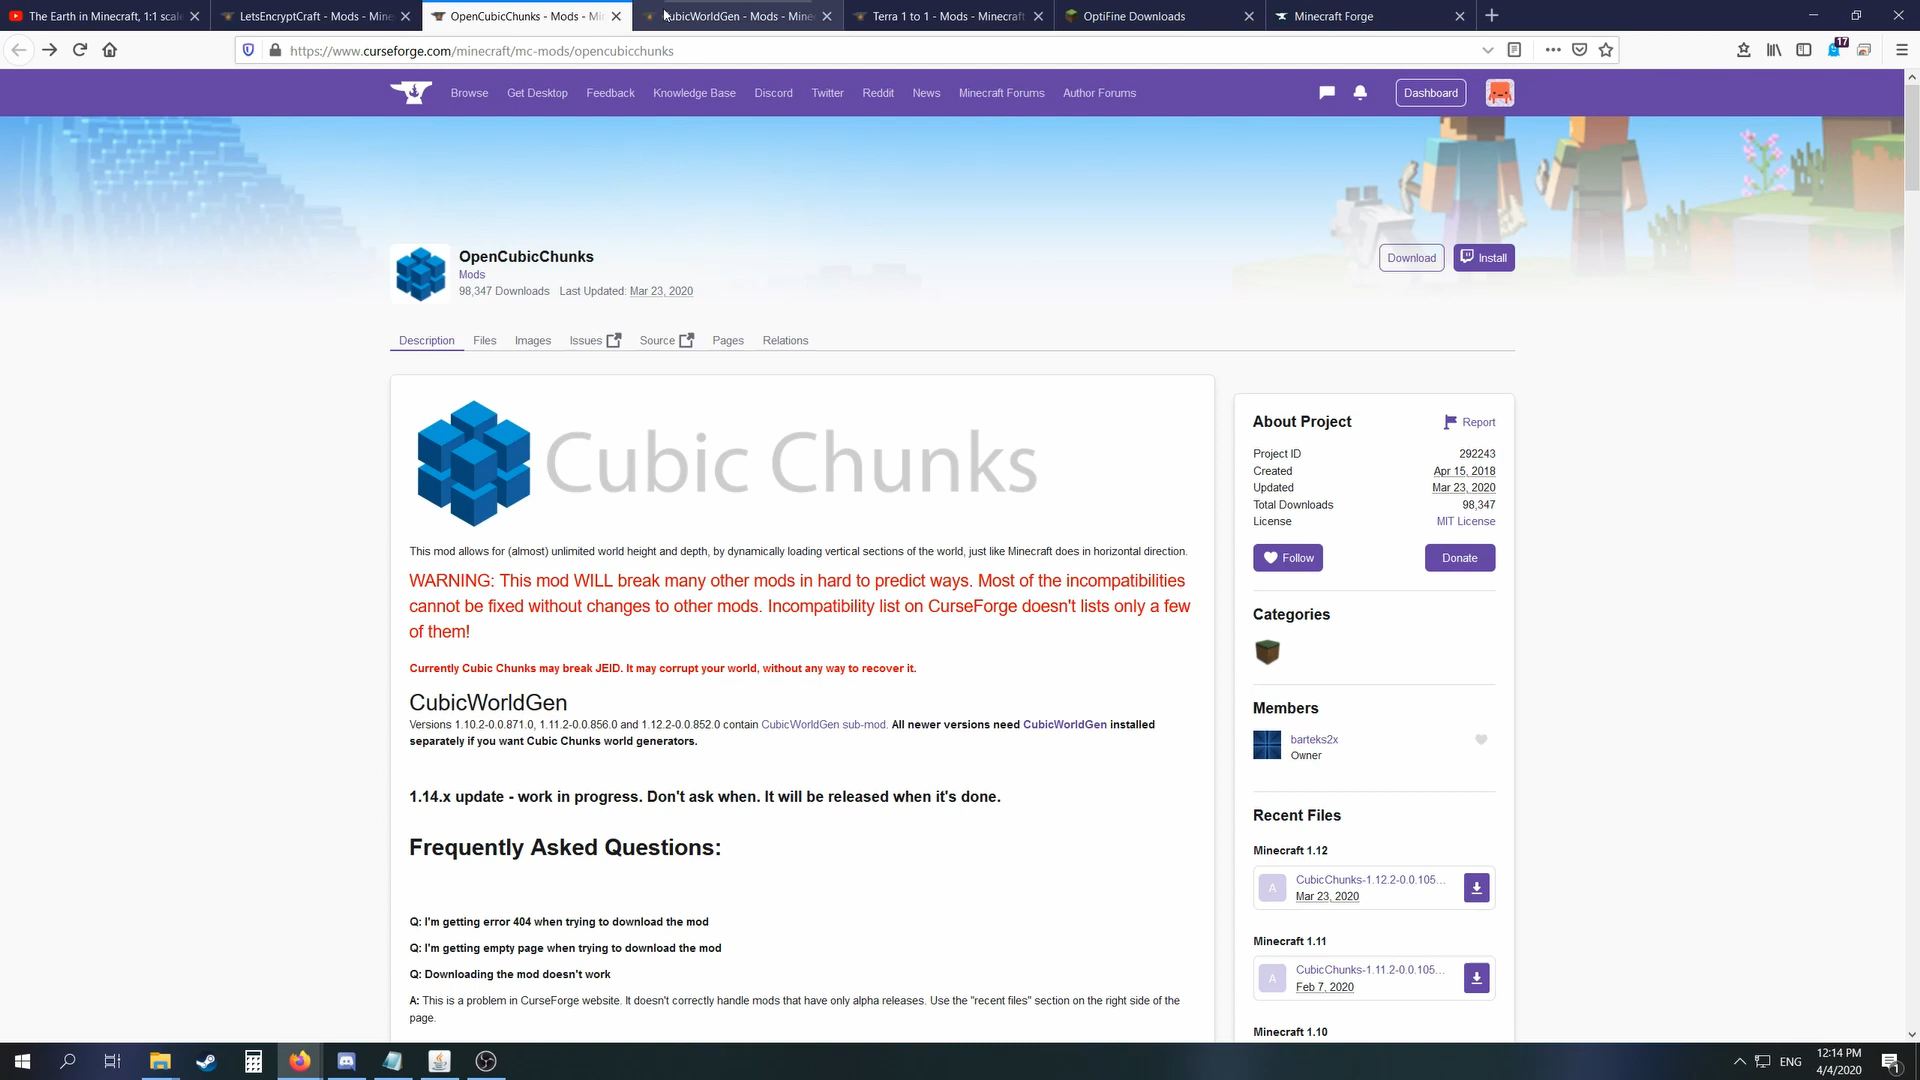 The Earth in Minecraft, 1:1 scale
LetsEncryptCraft - Mods - Mine
OpenCubicChunks - Mods - Mi
ubicWorldGen - Mods - Mine
Terra 1 to 1 - Mods - Minecraft
OptiFine Downloads
Minecraft Forge
https://www.curseforge.com/minecraft/mc-mods/opencubicchunks
17
Browse
Get Desktop
Feedback
Knowledge Base
Discord
Twitter
Reddit
News
Minecraft Forums
Author Forums
Dashboard
OpenCubicChunks
Mods
98,347 Downloads Last Updated: Mar 23, 2020
Download
Install
Description
Files
Images
Issues
Source
Pages
Relations
Cubic Chunks
This mod allows for (almost) unlimited world height and depth, by dynamically loading vertical sections of the world, just like Minecraft does in horizontal direction.
WARNING: This mod WILL break many other mods in hard to predict ways. Most of the incompatibilities
cannot be fixed without changes to other mods. Incompatibility list on CurseForge doesn't lists only a few
of them!
Currently Cubic Chunks may break JEID. It may corrupt your world, without any way to recover it.
CubicWorldGen
Versions 1.10.2-0.0.871.0, 1.11.2-0.0.856.0 and 1.12.2-0.0.852.0 contain CubicWorldGen sub-mod. All newer versions need CubicWorldGen installed
separately if you want Cubic Chunks world generators.
1.14.x update - work in progress. Don't ask when. It will be released when it's done.
Frequently Asked Questions:
Q: I'm getting error 404 when trying to download the mod
Q: I'm getting empty page when trying to download the mod
Q: Downloading the mod doesn't work
A: This is a problem in CurseForge website. It doesn't correctly handle mods that have only alpha releases. Use the "recent files" section on the right side of the
page.
About Project
Report
Project ID 292243
Created Apr 15, 2018
Updated Mar 23, 2020
Total Downloads 98,347
License MIT License
Follow
Donate
Categories
Members
barteks2x
Owner
Recent Files
Minecraft 1.12
A
CubicChunks-1.12.2-0.0.105...
Mar 23, 2020
Minecraft 1.11
A
CubicChunks-1.11.2-0.0.105...
Feb 7, 2020
Minecraft 1.10
ENG
12:14 PM
4/4/2020
1